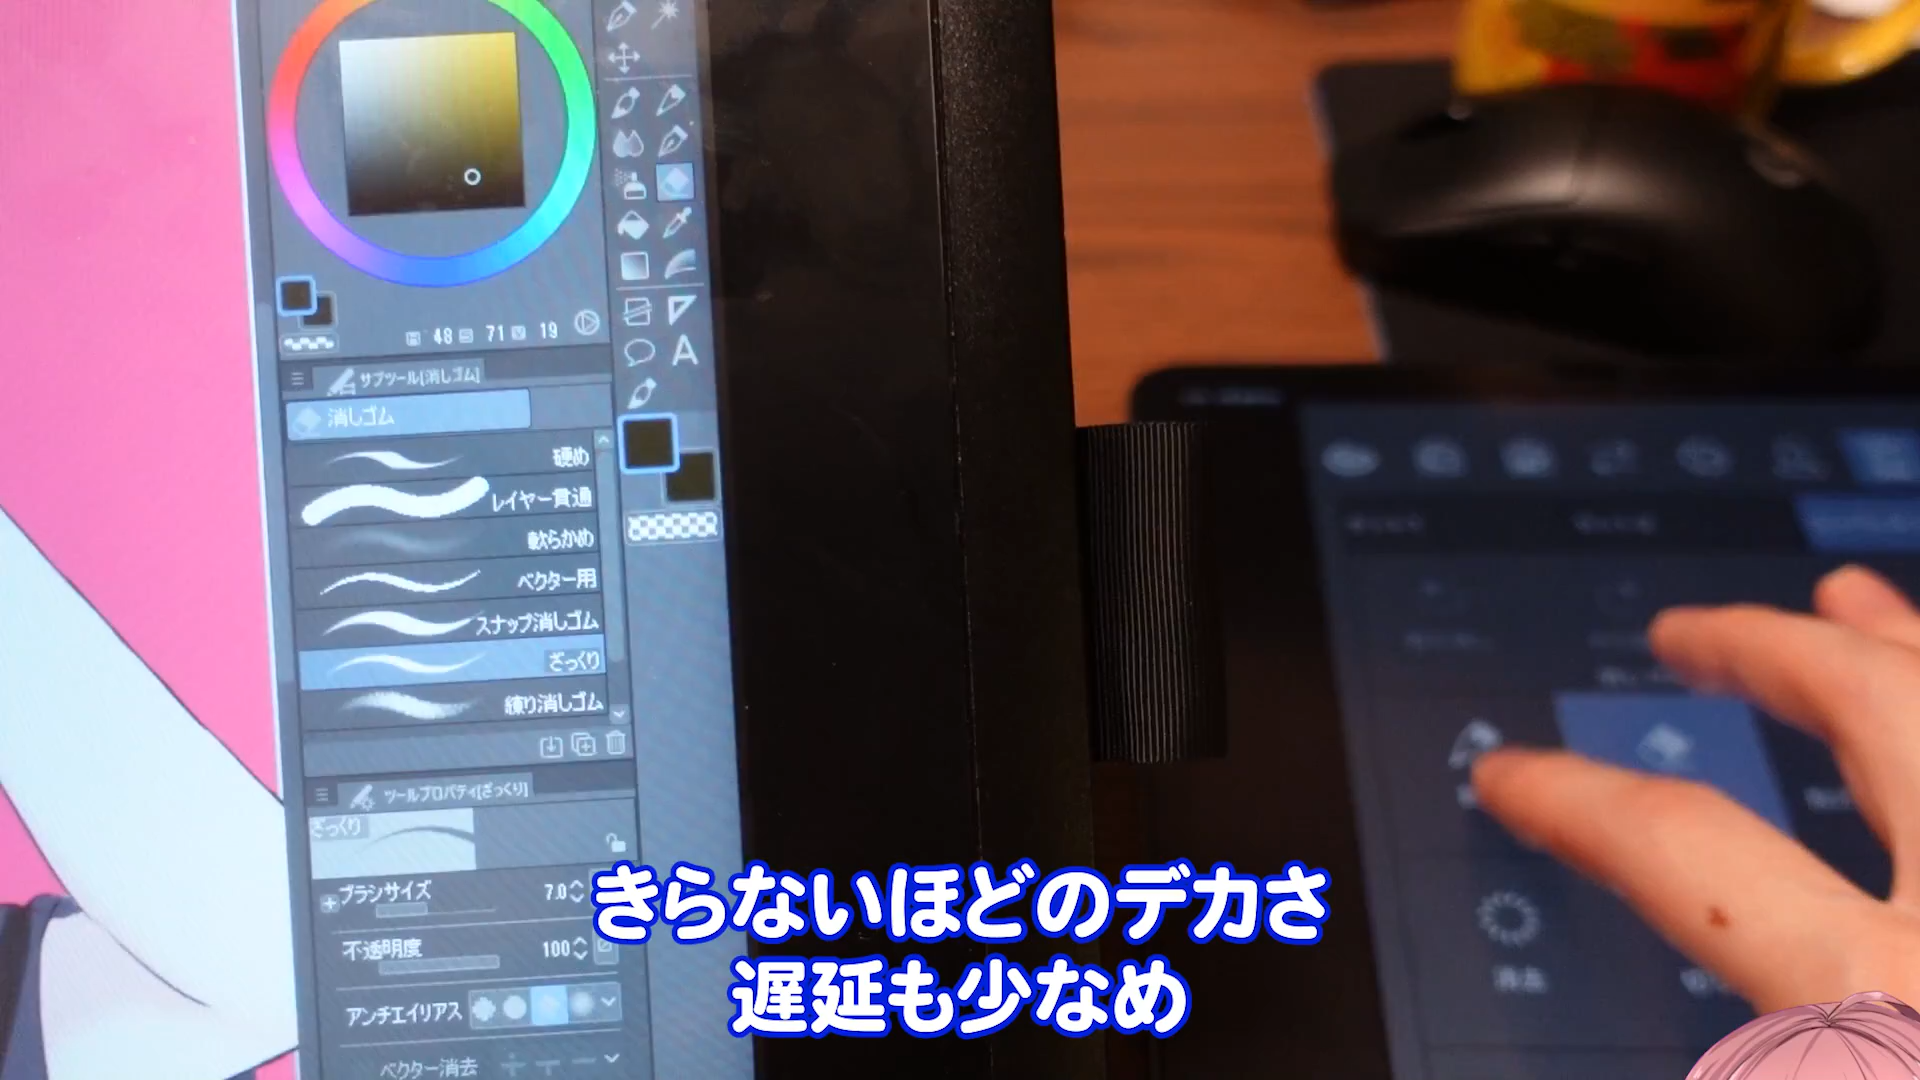 48 71 19
サブツール[消しゴム]
消しゴム
硬め
レイヤー貫通
軟らかめ
ベクター用
スナップ消しゴム
ざっくり
練り消しゴム
A
ツールプロパティ[ざっくり]
ざっくり
ブラシサイズ 7.0
不透明度 100
アンチエイリアス
ベクター消去
きらないほどのデカさ
遅延も少なめ